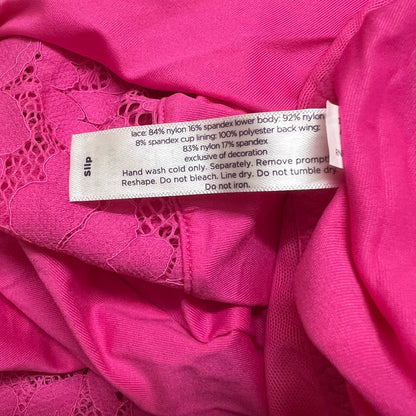 lace: 84% nylon 16% spandex lower body: 92% nylon
8% spandex cup lining: 100% polyester back wing:
83% nylon 17% spandex
exclusive of decoration
Hand wash cold only. Separately. Remove promptly
Reshape. Do not bleach. Line dry. Do not tumble dry.
Do not iron.
Slip